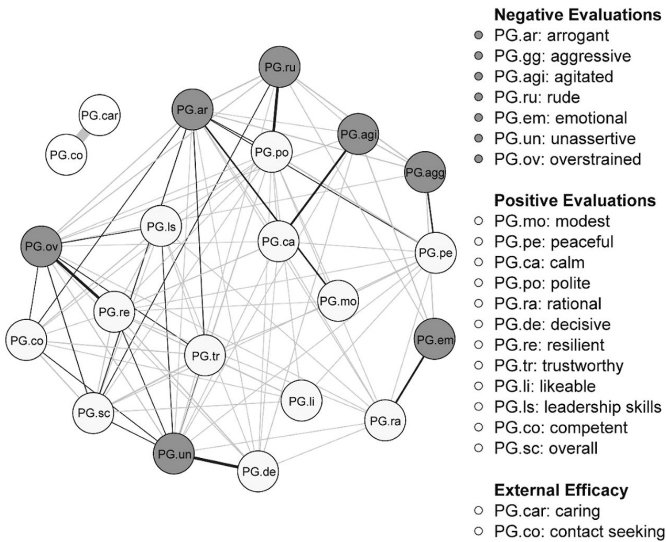 PG.ru
PG.ar
PG.car
PG.agi
PG.po
PG.co
PG.agg
PG.ls
PG.ca
PG.ov
PG.pe
PG.mo
PG.re
PG.co
PG.em
PG.tr
PG.li
PG.sc
PG.ra
PG.un
PG.de
Negative Evaluations
PG.ar: arrogant
PG.gg: aggressive
PG.agi: agitated
PG.ru: rude
PG.em: emotional
PG.un: unassertive
PG.ov: overstrained
Positive Evaluations
PG.mo: modest
PG.pe: peaceful
PG.ca: calm
PG.po: polite
PG.ra: rational
PG.de: decisive
PG.re: resilient
PG.tr: trustworthy
PG.li: likeable
PG.ls: leadership skills
PG.co: competent
PG.sc: overall
External Efficacy
PG.car: caring
PG.co: contact seeking